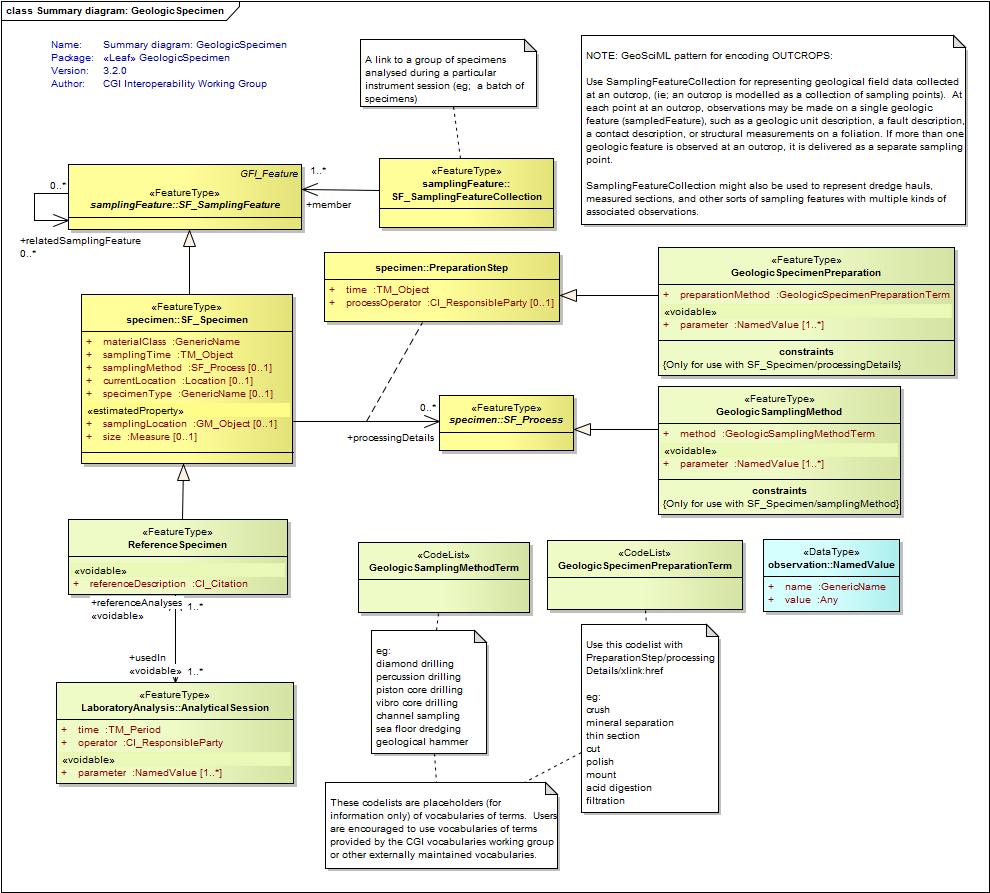 class Summary diagram: GeologicSpecimen
Name: Summary diagram: GeologicSpecimen
Package: «Leaf» GeologicSpecimen
Version: 3.2.0
Author: CGI Interoperability Working Group
A link to a group of specimens
analysed during a particular
instrument session (eg; a batch of
specimens)
NOTE: GeoSciML pattern for encoding OUTCROPS:
Use SamplingFeatureCollection for representing geological field data collected
at an outcrop, (ie; an outcrop is modelled as a collection of sampling points). At
each point at an outcrop, observations may be made on a single geologic
feature (sampledFeature), such as a geologic unit description, a fault description,
a contact description, or structural measurements on a foliation. If more than one
geologic feature is observed at an outcrop, it is delivered as a separate sampling
point.
SamplingFeatureCollection might also be used to represent dredge hauls,
measured sections, and other sorts of sampling features with multiple kinds of
associated observations.
GFI_Feature
«FeatureType»
samplingFeature::SF_SamplingFeature
0..*
+relatedSamplingFeature
0..*
1..*
+member
«FeatureType»
samplingFeature::
SF_SamplingFeatureCollection
specimen::PreparationStep
+ time :TM_Object
+ processOperator :CI_ResponsibleParty [0..1]
«FeatureType»
GeologicSpecimenPreparation
+ preparationMethod :GeologicSpecimenPreparationTerm
«voidable»
+ parameter :NamedValue [1..*]
constraints
{Only for use with SF_Specimen/processingDetails}
«FeatureType»
specimen::SF_Specimen
+ materialClass :GenericName
+ samplingTime :TM_Object
+ samplingMethod :SF_Process [0..1]
+ currentLocation :Location [0..1]
+ specimenType :GenericName [0..1]
«estimatedProperty»
+ samplingLocation :GM_Object [0..1]
+ size :Measure [0..1]
0..*
+processingDetails
«FeatureType»
specimen::SF_Process
«FeatureType»
GeologicSamplingMethod
+ method :GeologicSamplingMethodTerm
«voidable»
+ parameter :NamedValue [1..*]
constraints
{Only for use with SF_Specimen/samplingMethod}
«FeatureType»
ReferenceSpecimen
«voidable»
+ referenceDescription :CI_Citation
+referenceAnalyses 1..*
«voidable»
+usedIn
«voidable» 1..*
«FeatureType»
LaboratoryAnalysis::AnalyticalSession
+ time :TM_Period
+ operator :CI_ResponsibleParty
«voidable»
+ parameter :NamedValue [1..*]
«CodeList»
GeologicSamplingMethodTerm
«CodeList»
GeologicSpecimenPreparationTerm
«DataType»
observation::NamedValue
+ name :GenericName
+ value :Any
eg:
diamond drilling
percussion drilling
piston core drilling
vibro core drilling
channel sampling
sea floor dredging
geological hammer
Use this codelist with
PreparationStep/processing
Details/xlink:href
eg:
crush
mineral separation
thin section
cut
polish
mount
acid digestion
filtration
These codelists are placeholders (for
information only) of vocabularies of terms. Users
are encouraged to use vocabularies of terms
provided by the CGI vocabularies working group
or other externally maintained vocabularies.